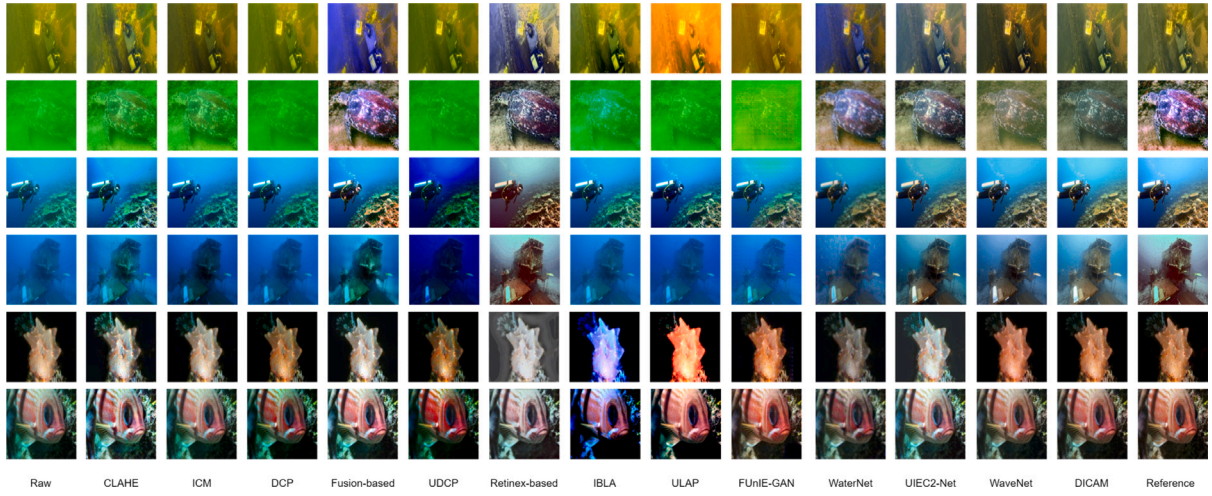 Raw CLAHE ICM DCP Fusion-based UDCP Retinex-based IBLA ULAP FUnIE-GAN WaterNet UIEC2-Net WaveNet DICAM Reference